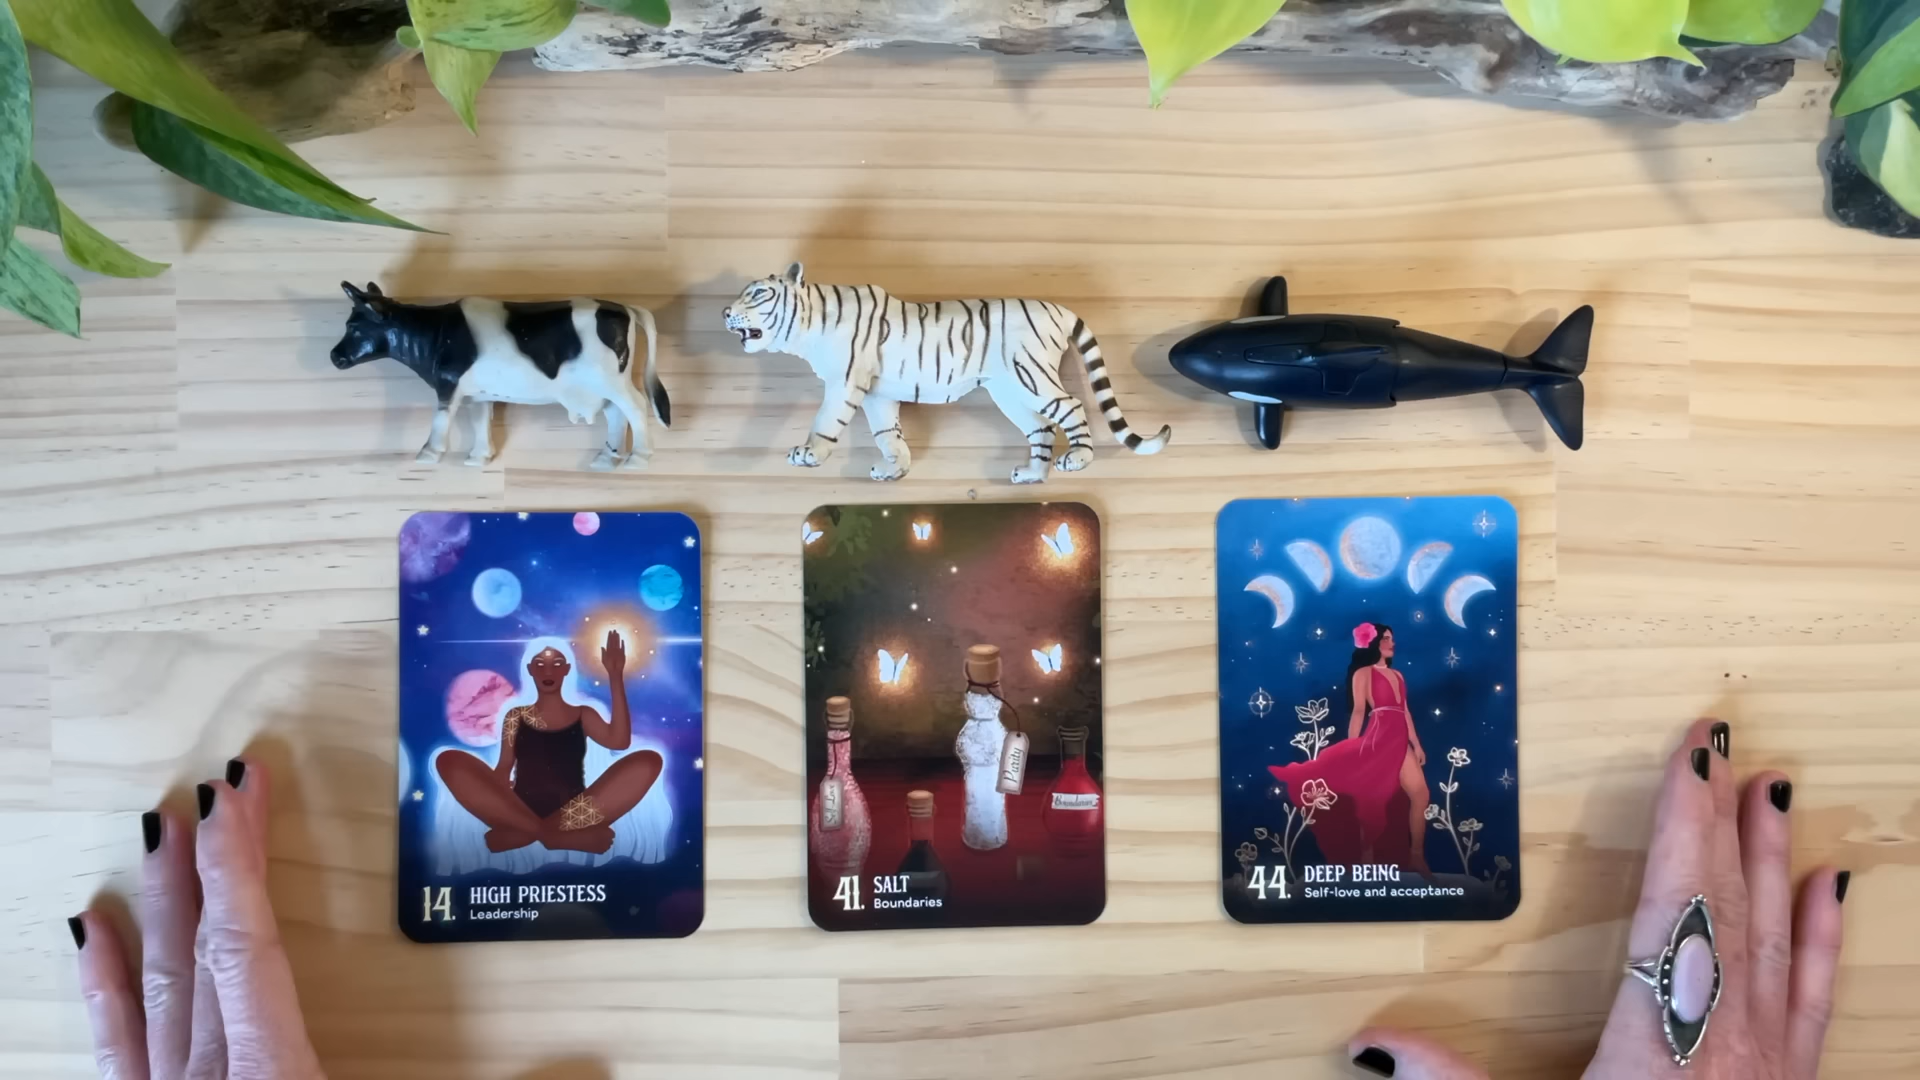 14. HIGH PRIESTESS
Leadership
Purity
Boundaries
41. SALT
Boundaries
44. DEEP BEING
Self-love and acceptance